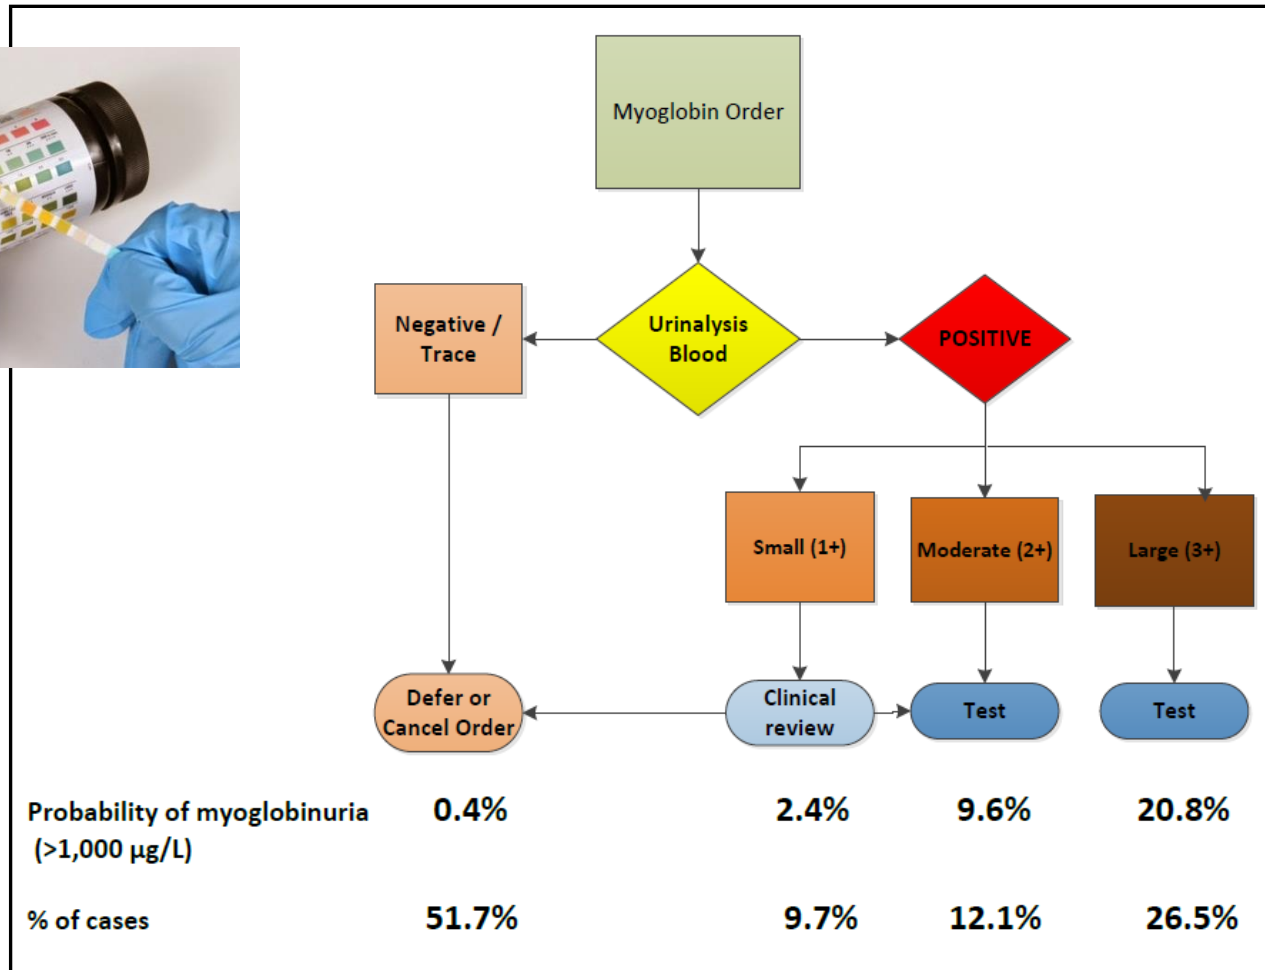 Myoglobin Order
Negative /
Trace
Urinalysis
Blood
POSITIVE
Small (1+)
Moderate (2+)
Large (3+)
Defer or
Cancel Order
Clinical
review
Test
Test
Probability of myoglobinuria
(>1,000 µg/L)
0.4%
2.4%
9.6%
20.8%
% of cases
51.7%
9.7%
12.1%
26.5%